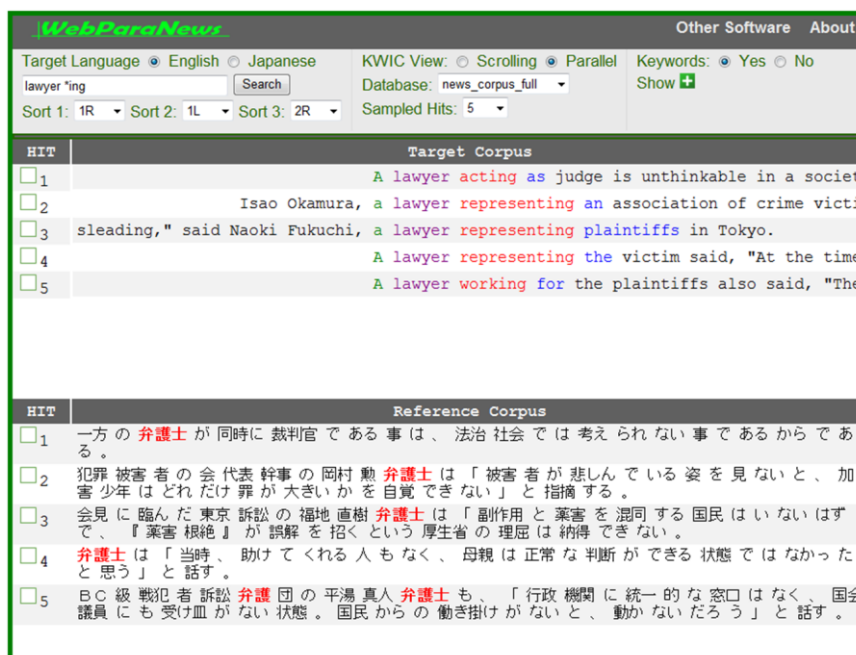 WebParaNews Other Software About
Target Language English Japanese KWIC View: Scrolling Parallel Keywords: Yes No
lawyer *ing Search Database: news_corpus_full Show
Sort 1: 1R Sort 2: 1L Sort 3: 2R Sampled Hits: 5
HIT Target Corpus
1 A lawyer acting as judge is unthinkable in a societ
2 Isao Okamura, a lawyer representing an association of crime victi
3 sleading," said Naoki Fukuchi, a lawyer representing plaintiffs in Tokyo.
4 A lawyer representing the victim said, "At the time
5 A lawyer working for the plaintiffs also said, "The
HIT Reference Corpus
1 一方 の 弁護士 が 同時に 裁判官 で ある 事 は 、 法治 社会 で は 考え られ ない 事 で ある から で あ
る 。
2 犯罪 被害 者 の 会 代表 幹事 の 岡村 勲 弁護士 は 「 被害 者 が 悲しん で いる 姿 を 見 ない と 、 加
害 少年 は どれ だけ 罪 が 大きい か を 自覚 でき ない 」 と 指摘 する 。
3 会見 に 臨ん だ 東京 訴訟 の 福地 直樹 弁護士 は 「 副作用 と 薬害 を 混同 する 国民 は い ない はず
で 、 『 薬害 根絶 』 が 誤解 を 招く という 厚生省 の 理屈 は 納得 でき ない 。
4 弁護士 は 「 当時 、 助け て くれる 人 も なく 、 母親 は 正常 な 判断 が できる 状態 で は なかった
と 思う 」 と 話す 。
5 ＢＣ 級 戦犯 者 訴訟 弁護 団 の 平湯 真人 弁護士 も 、 「 行政 機関 に 統一 的 な 窓口 は なく 、 国会
議員 に も 受け皿 が ない 状態 。 国民 から の 働き掛け が ない と 、 動か ない だろ う 」 と 話す 。